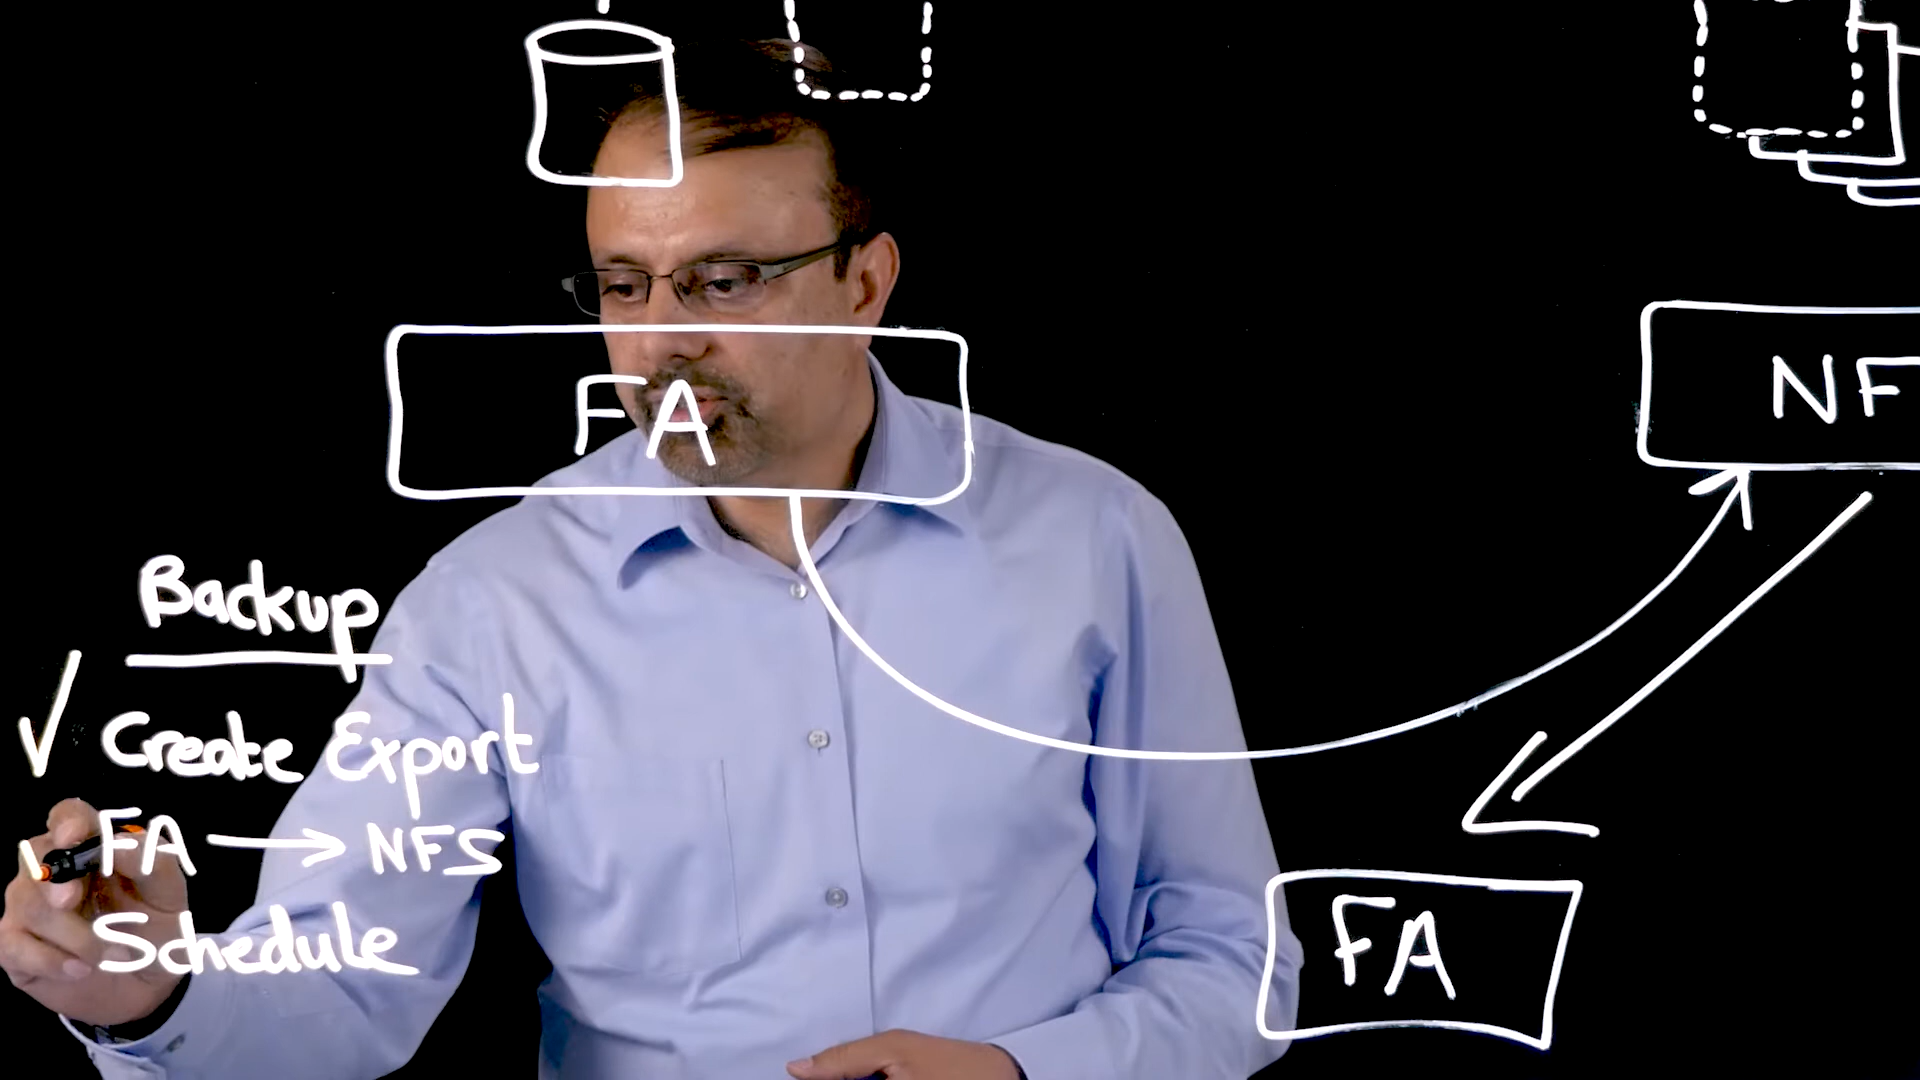 FA
NF
Backup
✓ Create Export
FA → NFS
Schedule
FA